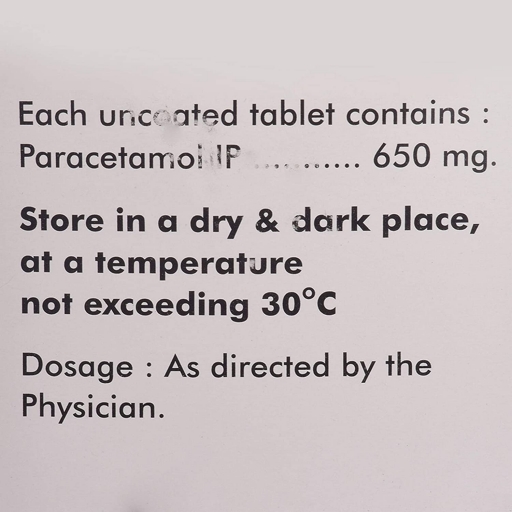 Each uncoated tablet contains :
Paracetamol IP ........... 650 mg.
Store in a dry & dark place,
at a temperature
not exceeding 30°C
Dosage : As directed by the
Physician.